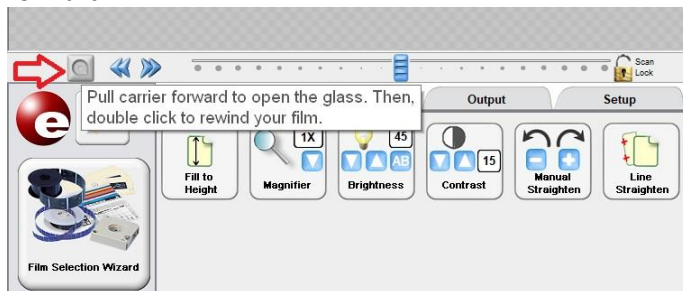 Scan
Lock
Pull carrier forward to open the glass. Then,
double click to rewind your film.
Output
Setup
e
1X
45
AB
15
Fill to
Height
Magnifier
Brightness
Contrast
Manual
Straighten
Line
Straighten
Film Selection Wizard